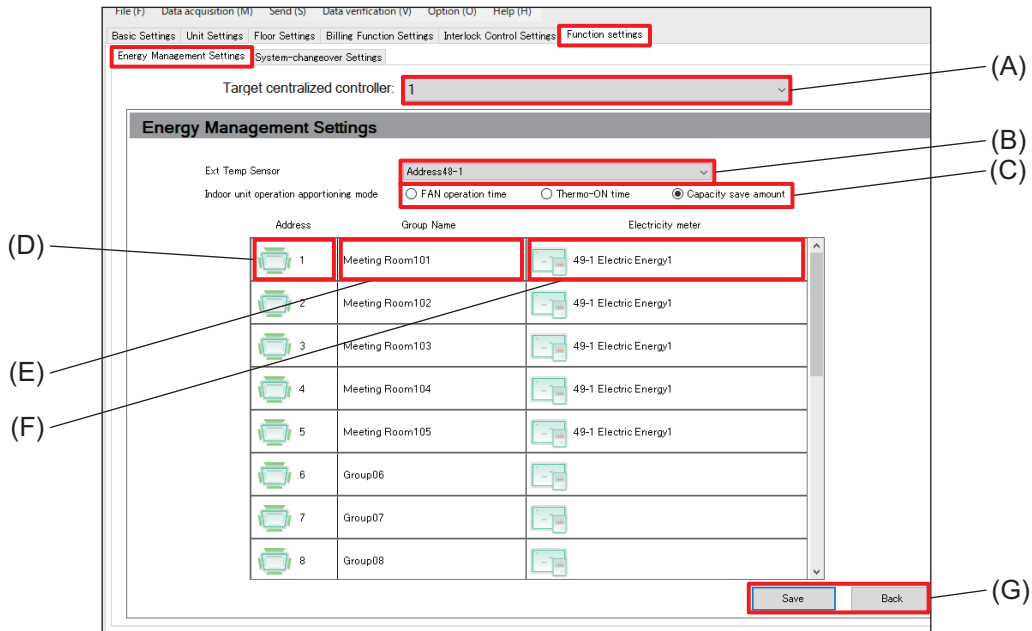 File (F) Data acquisition (M) Send (S) Data verification (V) Option (O) Help (H)
Basic Settings Unit Settings Floor Settings Billing Function Settings Interlock Control Settings Function settings
Energy Management Settings System-changeover Settings
Target centralized controller: 1
(A)
Energy Management Settings
(B)
Ext Temp Sensor Address48-1
(C)
Indoor unit operation apportioning mode FAN operation time Thermo-ON time Capacity save amount
Address Group Name Electricity meter
(D)
1 Meeting Room101 49-1 Electric Energy1
2 Meeting Room102 49-1 Electric Energy1
3 Meeting Room103 49-1 Electric Energy1
(E)
4 Meeting Room104 49-1 Electric Energy1
(F)
5 Meeting Room105 49-1 Electric Energy1
6 Group06
7 Group07
8 Group08
Save Back
(G)